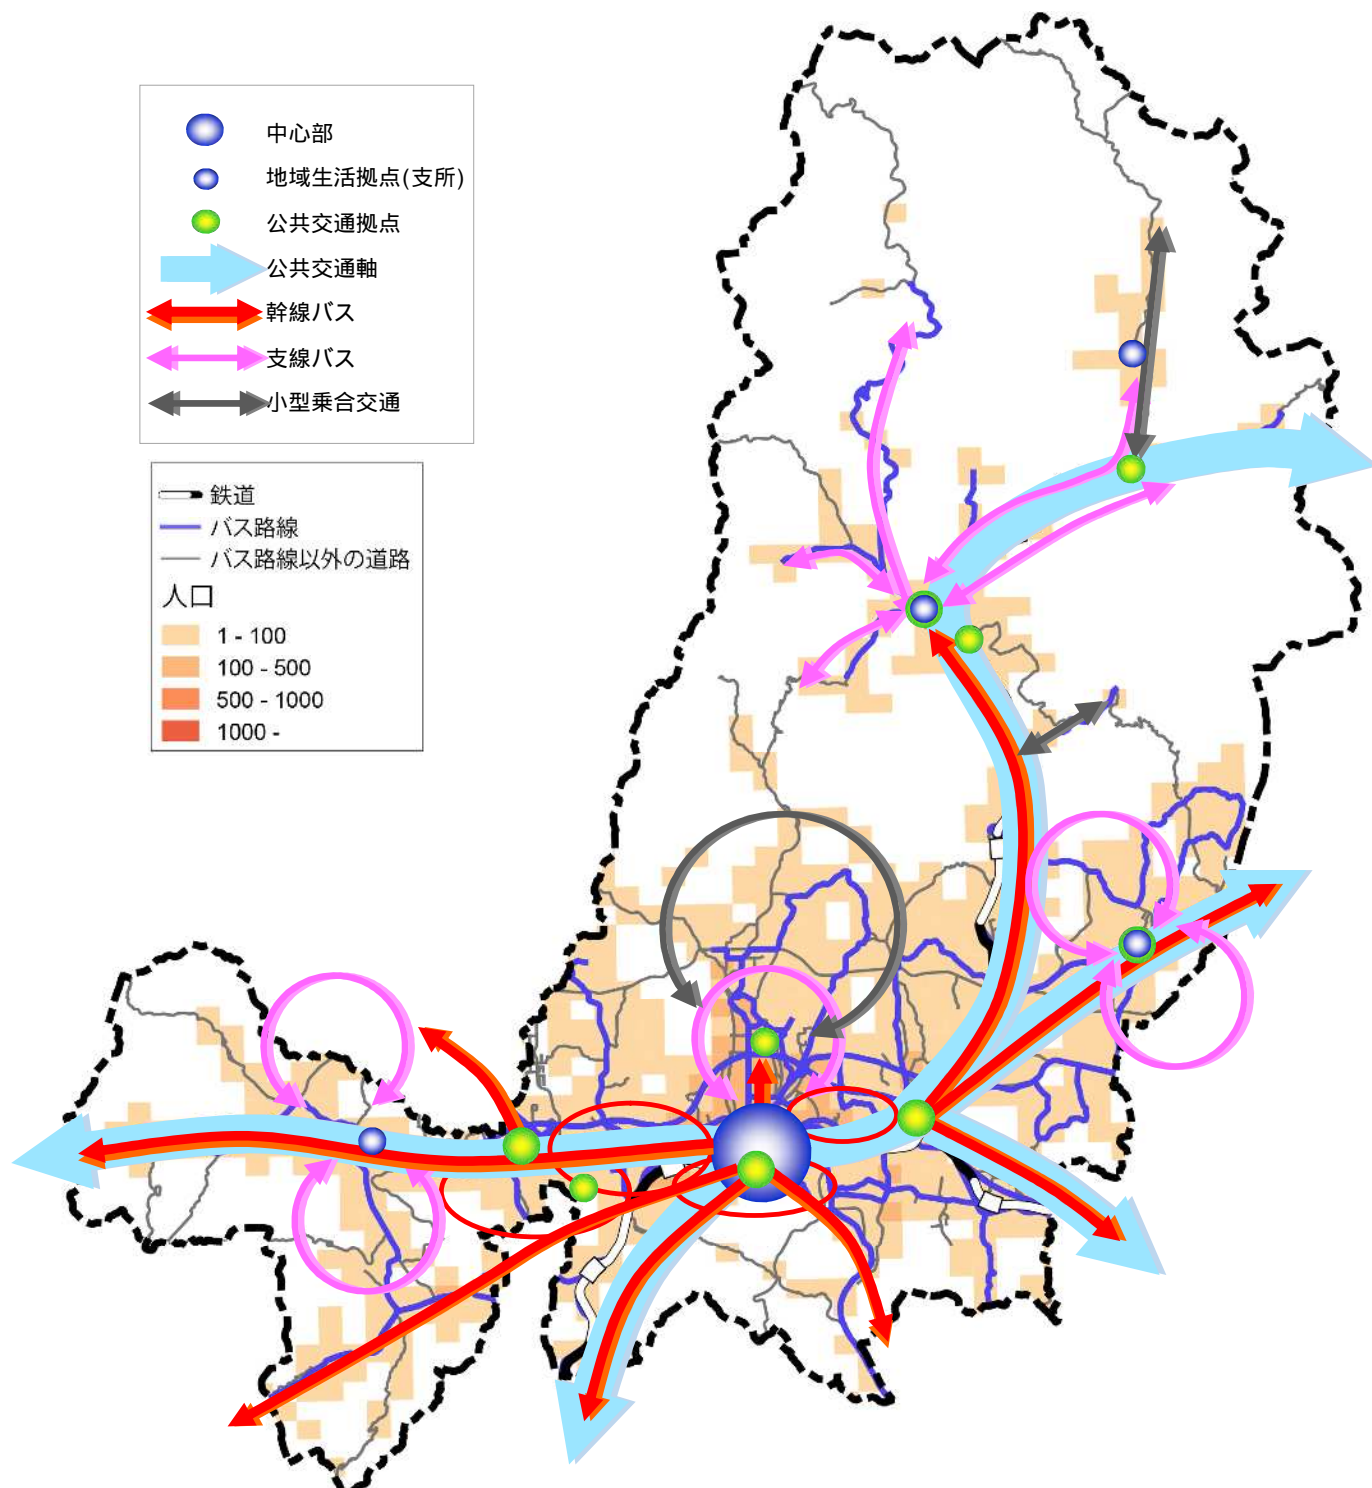 中心部
地域生活拠点(支所)
公共交通拠点
公共交通軸
幹線バス
支線バス
小型乗合交通
鉄道
バス路線
バス路線以外の道路
人口
1 - 100
100 - 500
500 - 1000
1000 -